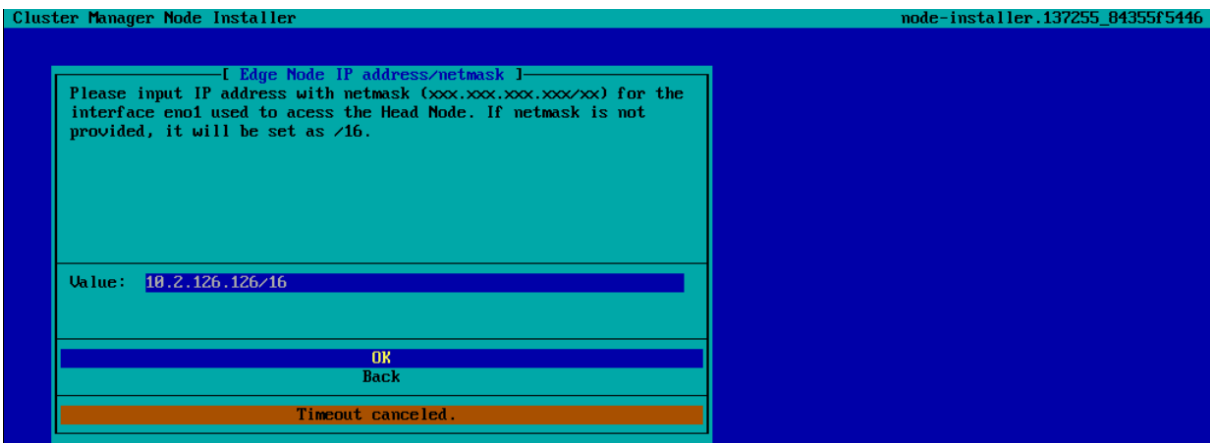 Cluster Manager Node Installer
node-installer.137255_84355f5446
[ Edge Node IP address/netmask ]
Please input IP address with netmask (xxx.xxx.xxx.xxx/xx) for the
interface eno1 used to acess the Head Node. If netmask is not
provided, it will be set as /16.
Value: 10.2.126.126/16
OK
Back
Timeout canceled.